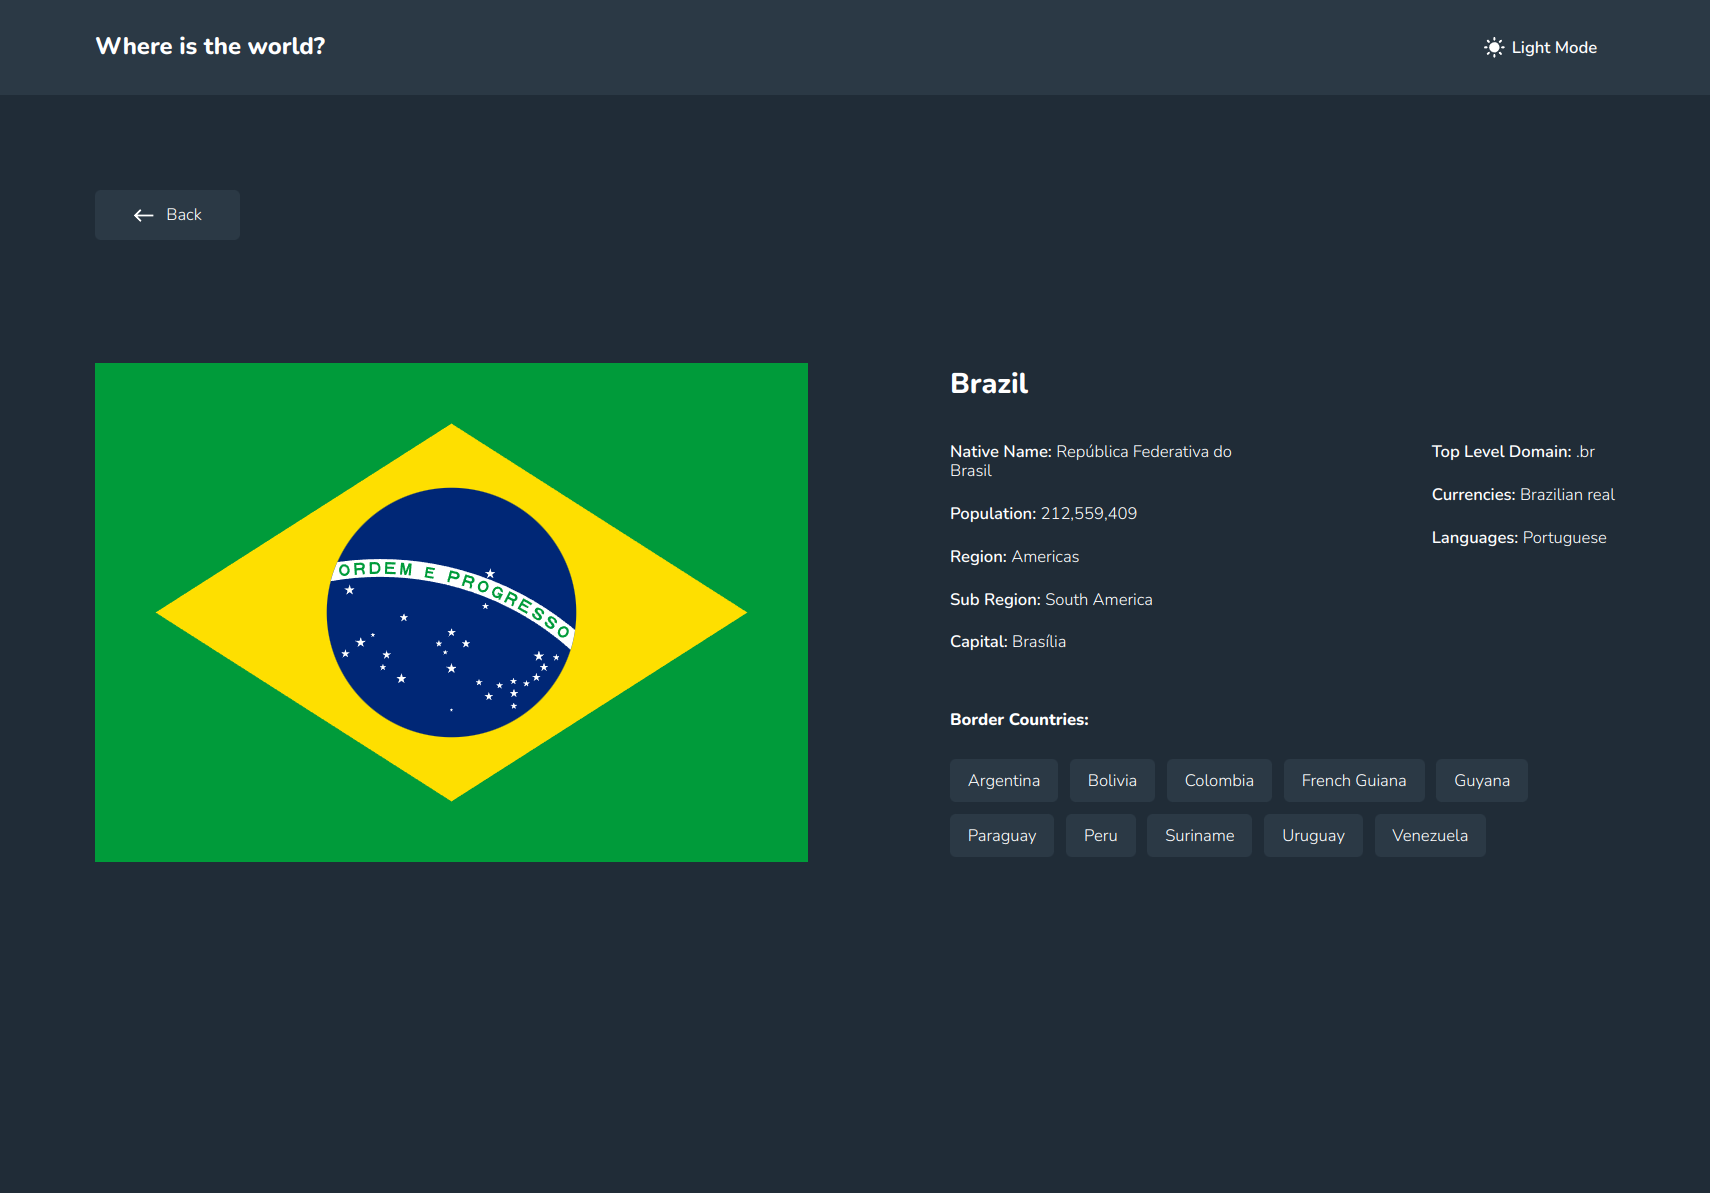 Where is the world?
Light Mode
Back
ORDEM E PROGRESSO
Brazil
Native Name: República Federativa do
Brasil
Population: 212,559,409
Region: Americas
Sub Region: South America
Capital: Brasília
Top Level Domain: .br
Currencies: Brazilian real
Languages: Portuguese
Border Countries:
Argentina Bolivia Colombia French Guiana Guyana
Paraguay Peru Suriname Uruguay Venezuela